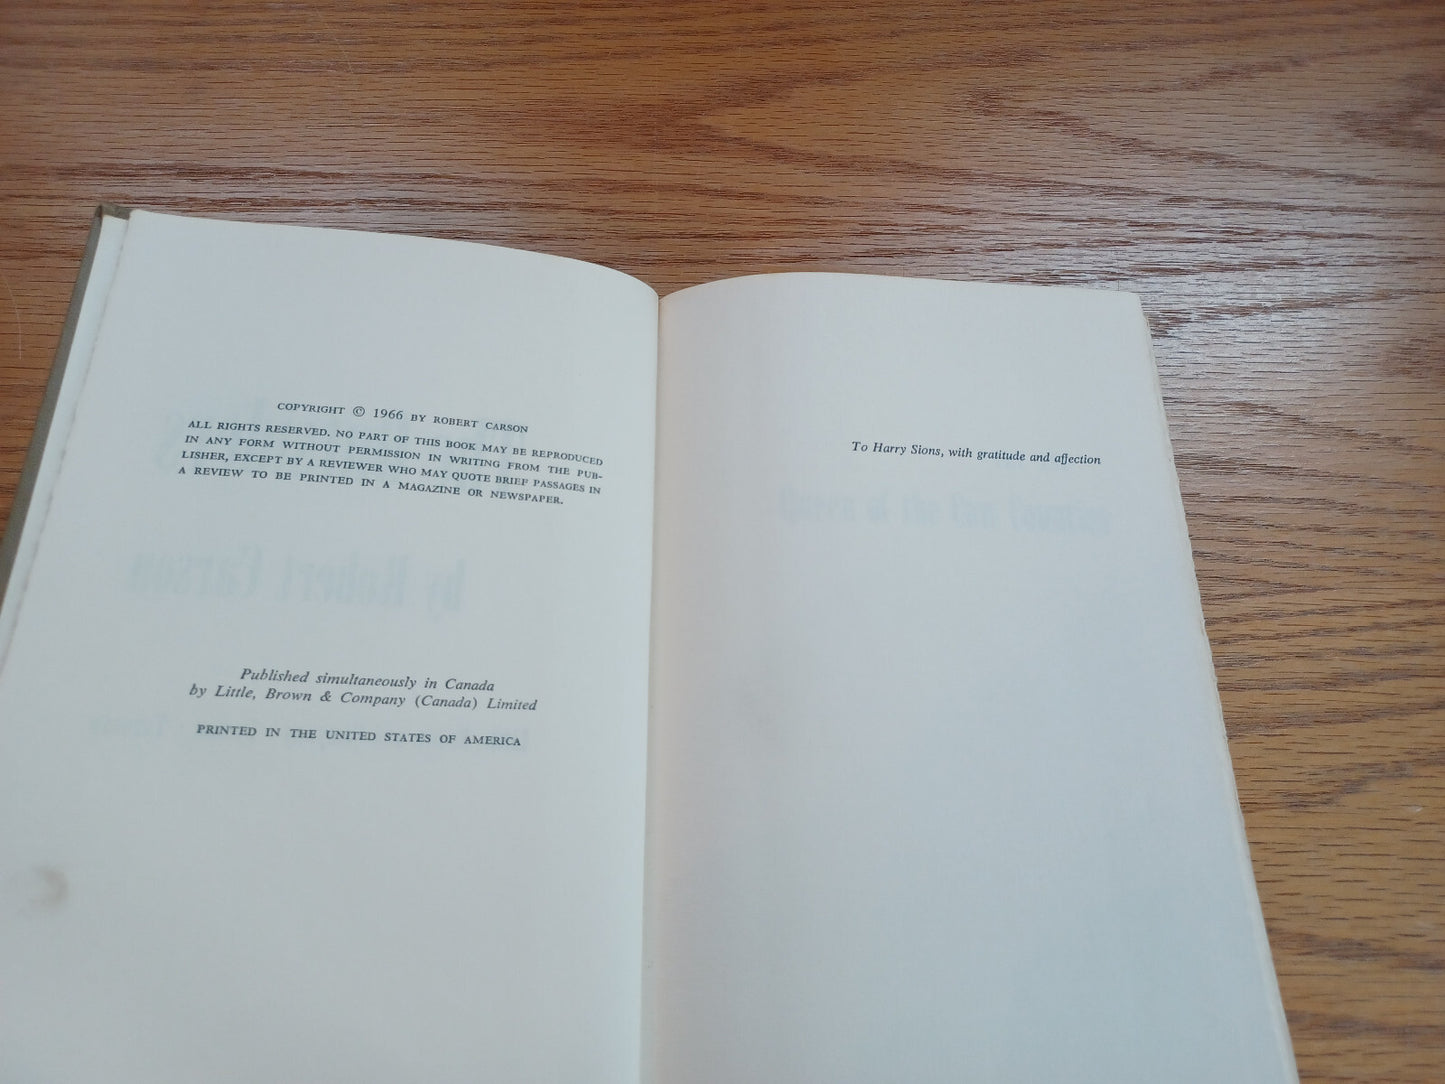 COPYRIGHT © 1966 BY ROBERT CARSON
ALL RIGHTS RESERVED. NO PART OF THIS BOOK MAY BE REPRODUCED
IN ANY FORM WITHOUT PERMISSION IN WRITING FROM THE PUB-
LISHER, EXCEPT BY A REVIEWER WHO MAY QUOTE BRIEF PASSAGES IN
A REVIEW TO BE PRINTED IN A MAGAZINE OR NEWSPAPER.
by Robert Carson
Published simultaneously in Canada
by Little, Brown & Company (Canada) Limited
PRINTED IN THE UNITED STATES OF AMERICA
To Harry Sions, with gratitude and affection